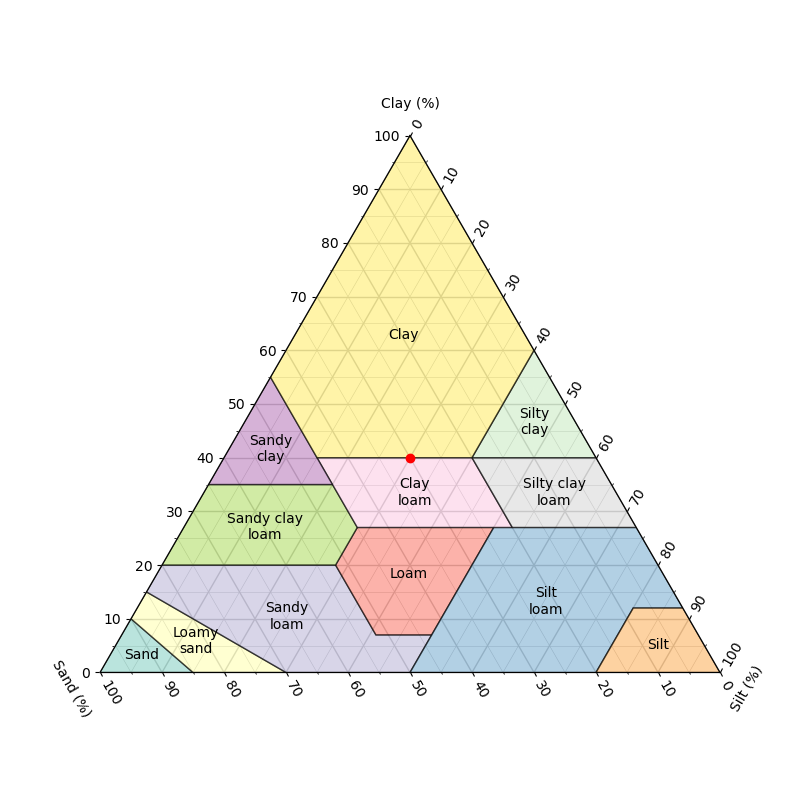 Clay (%)
100
0
90
10
80
20
70
30
Clay
60
40
50
50
Silty
clay
Sandy
clay
40
60
Clay
loam
Silty clay
loam
30
70
Sandy clay
loam
20
80
Loam
Silt
loam
Sandy
loam
10
90
Loamy
sand
Sand
Silt
0
100
Sand (%)
100
90
80
70
60
50
40
30
20
10
0
Silt (%)